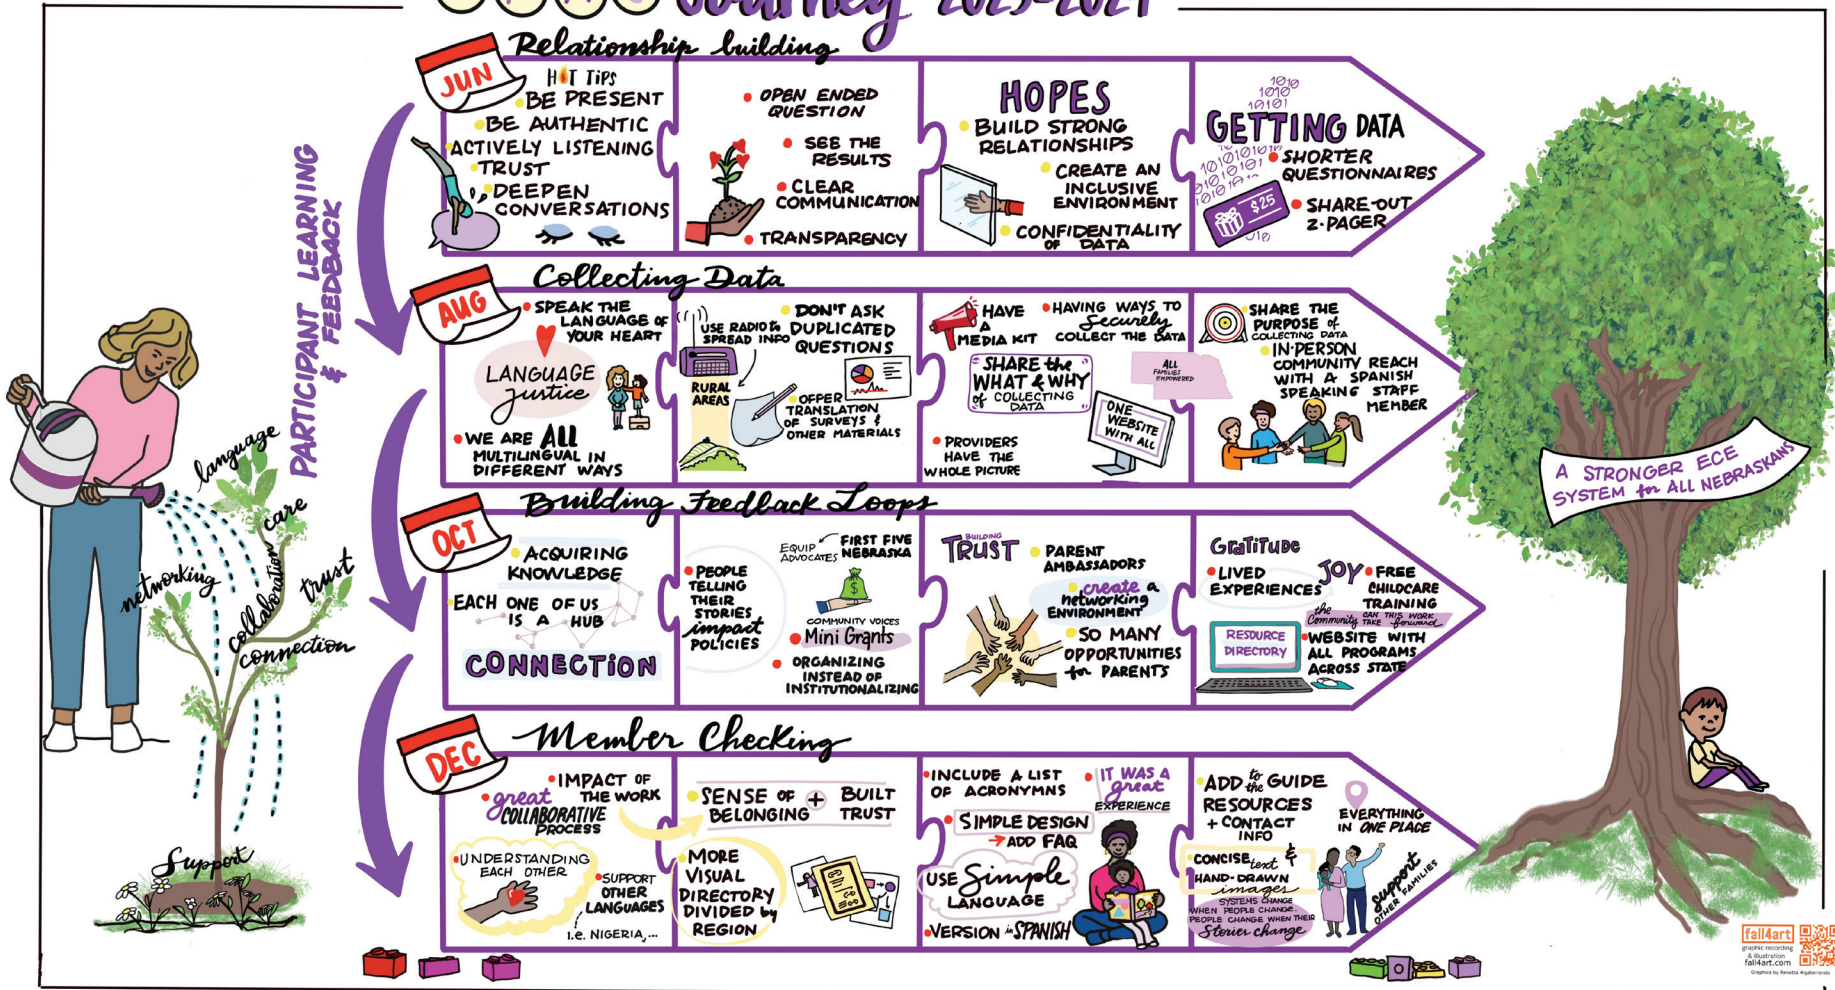 Journey 2023-2024
PARTICIPANT LEARNING
& FEEDBACK
language
care
networking
collaboration
trust
connection
Support
JUN
Relationship building
HOT TIPS
BE PRESENT
BE AUTHENTIC
ACTIVELY LISTENING
TRUST
DEEPEN
CONVERSATIONS
OPEN ENDED
QUESTION
SEE THE
RESULTS
CLEAR
COMMUNICATION
TRANSPARENCY
HOPES
BUILD STRONG
RELATIONSHIPS
CREATE AN
INCLUSIVE
ENVIRONMENT
CONFIDENTIALITY
OF DATA
1010
1010
10101
GETTING DATA
SHORTER
QUESTIONNAIRES
$25
SHARE-OUT
2-PAGER
AUG
Collecting Data
SPEAK THE
LANGUAGE OF
YOUR HEART
LANGUAGE
Justice
WE ARE ALL
MULTILINGUAL IN
DIFFERENT WAYS
USE RADIO to
SPREAD INFO
RURAL
AREAS
DON'T ASK
DUPLICATED
QUESTIONS
OFFER
TRANSLATION
OF SURVEYS &
OTHER MATERIALS
HAVE
A
MEDIA KIT
HAVING WAYS TO
Securely
COLLECT THE DATA
SHARE the
WHAT & WHY
of COLLECTING
DATA
PROVIDERS
HAVE THE
WHOLE PICTURE
ONE
WEBSITE
WITH ALL
ALL
FAMILIES
EMPOWERED
SHARE THE
PURPOSE of
COLLECTING DATA
IN-PERSON
COMMUNITY REACH
WITH A SPANISH
SPEAKING STAFF
MEMBER
OCT
Building Feedback Loops
ACQUIRING
KNOWLEDGE
EACH ONE OF US
IS A HUB
CONNECTION
PEOPLE
TELLING
THEIR
STORIES
impact
POLICIES
EQUIP
ADVOCATES
FIRST FIVE
NEBRASKA
COMMUNITY VOICES
Mini Grants
ORGANIZING
INSTEAD OF
INSTITUTIONALIZING
BUILDING
TRUST
PARENT
AMBASSADORS
create a
networking
ENVIRONMENT
SO MANY
OPPORTUNITIES
for PARENTS
GRATITUDE
LIVED
EXPERIENCES
JOY
FREE
CHILDCARE
TRAINING
the
Community CAN TAKE THIS WORK forward
RESOURCE
DIRECTORY
WEBSITE WITH
ALL PROGRAMS
ACROSS STATE
DEC
Member Checking
IMPACT OF
THE WORK
great
COLLABORATIVE
PROCESS
UNDERSTANDING
EACH OTHER
SUPPORT
OTHER
LANGUAGES
i.e. NIGERIA,...
SENSE OF
BELONGING
+ BUILT
TRUST
MORE
VISUAL
DIRECTORY
DIVIDED by
REGION
INCLUDE A LIST
OF ACRONYMNS
IT WAS A
great
EXPERIENCE
SIMPLE DESIGN
→ ADD FAQ
USE Simple
LANGUAGE
VERSION in SPANISH
ADD to the GUIDE
RESOURCES
+ CONTACT
INFO
EVERYTHING
IN ONE PLACE
CONCISE text &
HAND-DRAWN
images
SYSTEMS CHANGE
WHEN PEOPLE CHANGE.
PEOPLE CHANGE WHEN THEIR
Stories change
support
OTHER FAMILIES
A STRONGER ECE
SYSTEM for ALL NEBRASKANS
fall4art
graphic recording
& illustration
fall4art.com
Graphics by Renatta Algalarrondo